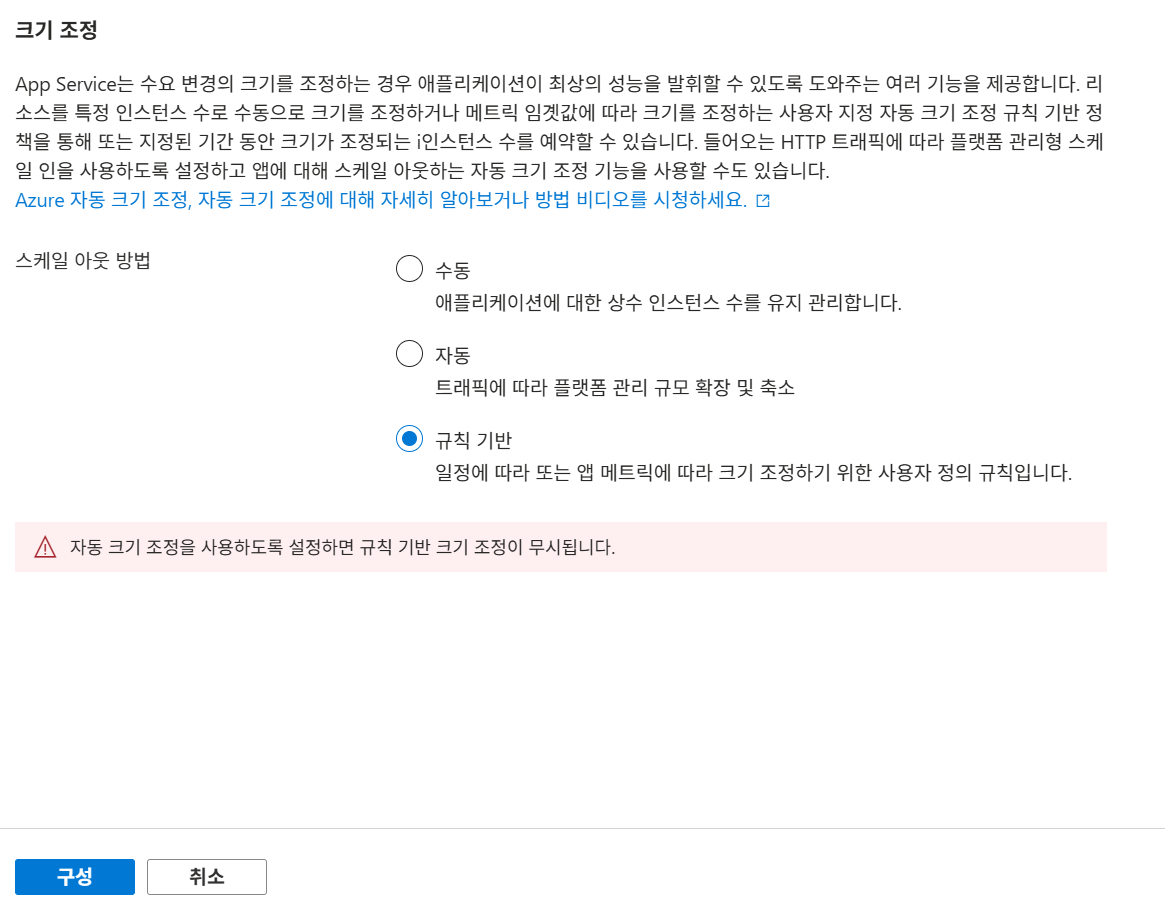 크기 조정
App Service는 수요 변경의 크기를 조정하는 경우 애플리케이션이 최상의 성능을 발휘할 수 있도록 도와주는 여러 기능을 제공합니다. 리
소스를 특정 인스턴스 수로 수동으로 크기를 조정하거나 메트릭 임곗값에 따라 크기를 조정하는 사용자 지정 자동 크기 조정 규칙 기반 정
책을 통해 또는 지정된 기간 동안 크기가 조정되는 i인스턴스 수를 예약할 수 있습니다. 들어오는 HTTP 트래픽에 따라 플랫폼 관리형 스케
일 인을 사용하도록 설정하고 앱에 대해 스케일 아웃하는 자동 크기 조정 기능을 사용할 수도 있습니다.
Azure 자동 크기 조정, 자동 크기 조정에 대해 자세히 알아보거나 방법 비디오를 시청하세요.
스케일 아웃 방법
수동
애플리케이션에 대한 상수 인스턴스 수를 유지 관리합니다.
자동
트래픽에 따라 플랫폼 관리 규모 확장 및 축소
규칙 기반
일정에 따라 또는 앱 메트릭에 따라 크기 조정하기 위한 사용자 정의 규칙입니다.
자동 크기 조정을 사용하도록 설정하면 규칙 기반 크기 조정이 무시됩니다.
구성
취소